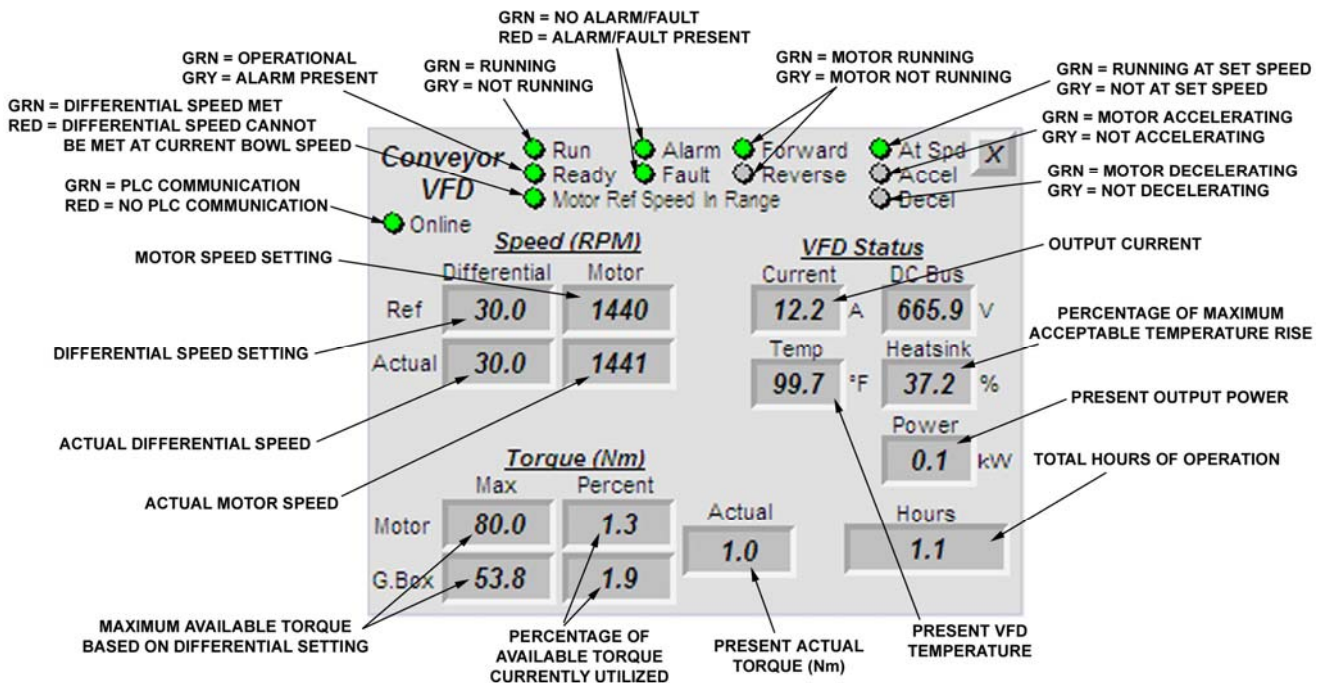 GRN = NO ALARM/FAULT
RED = ALARM/FAULT PRESENT
GRN = OPERATIONAL
GRY = ALARM PRESENT
GRN = RUNNING
GRY = NOT RUNNING
GRN = MOTOR RUNNING
GRY = MOTOR NOT RUNNING
GRN = RUNNING AT SET SPEED
GRY = NOT AT SET SPEED
GRN = DIFFERENTIAL SPEED MET
RED = DIFFERENTIAL SPEED CANNOT
BE MET AT CURRENT BOWL SPEED
GRN = MOTOR ACCELERATING
GRY = NOT ACCELERATING
GRN = PLC COMMUNICATION
RED = NO PLC COMMUNICATION
GRN = MOTOR DECELERATING
GRY = NOT DECELERATING
Conveyor
VFD
Run
Alarm
Forward
At Spd
X
Ready
Fault
Reverse
Accel
Motor Ref Speed In Range
Decel
Online
Speed (RPM)
VFD Status
MOTOR SPEED SETTING
OUTPUT CURRENT
Differential
Motor
Current
DC Bus
Ref
30.0
1440
12.2
A
665.9
V
PERCENTAGE OF MAXIMUM
ACCEPTABLE TEMPERATURE RISE
DIFFERENTIAL SPEED SETTING
Temp
Heatsink
Actual
30.0
1441
99.7
°F
37.2
%
PRESENT OUTPUT POWER
Power
0.1
kW
ACTUAL DIFFERENTIAL SPEED
TOTAL HOURS OF OPERATION
Torque (Nm)
ACTUAL MOTOR SPEED
Max
Percent
Actual
Hours
Motor
80.0
1.3
1.0
1.1
G.Box
53.8
1.9
MAXIMUM AVAILABLE TORQUE
BASED ON DIFFERENTIAL SETTING
PERCENTAGE OF
AVAILABLE TORQUE
CURRENTLY UTILIZED
PRESENT ACTUAL
TORQUE (Nm)
PRESENT VFD
TEMPERATURE